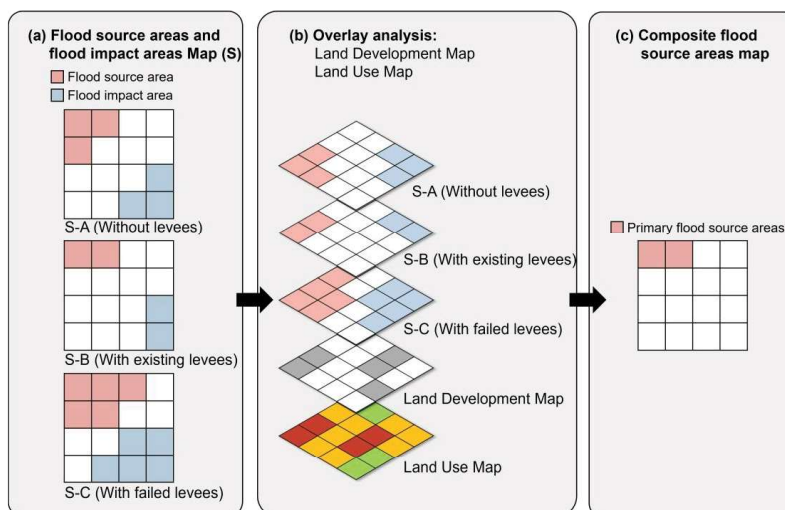 (a) Flood source areas and
flood impact areas Map (S)
Flood source area
Flood impact area
S-A (Without levees)
S-B (With existing levees)
S-C (With failed levees)
(b) Overlay analysis:
Land Development Map
Land Use Map
S-A (Without levees)
S-B (With existing levees)
S-C (With failed levees)
Land Development Map
Land Use Map
(c) Composite flood
source areas map
Primary flood source areas